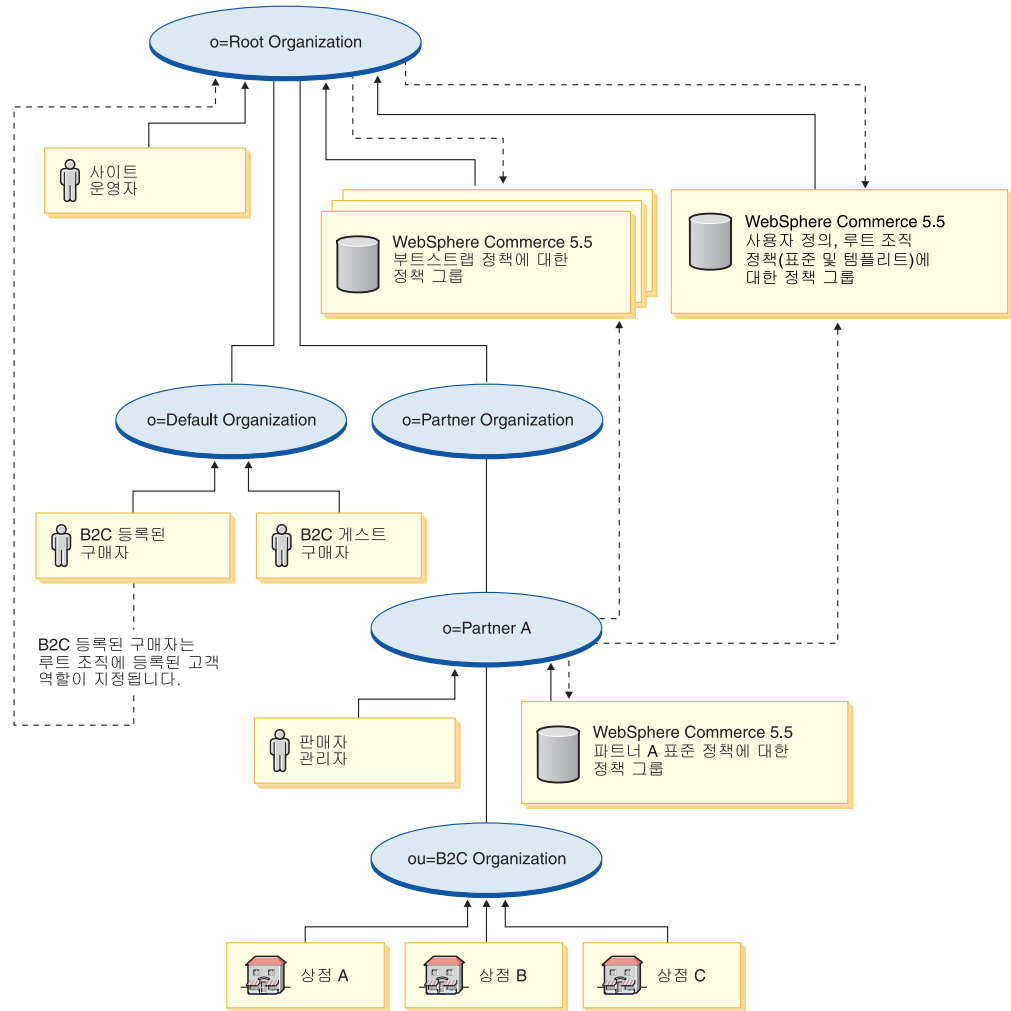 o=Root Organization
사이트
운영자
WebSphere Commerce 5.5
부트스트랩 정책에 대한
정책 그룹
WebSphere Commerce 5.5
사용자 정의, 루트 조직
정책(표준 및 템플리트)에
대한 정책 그룹
o=Default Organization
o=Partner Organization
B2C 등록된
구매자
B2C 게스트
구매자
o=Partner A
B2C 등록된 구매자는
루트 조직에 등록된 고객
역할이 지정됩니다.
판매자
관리자
WebSphere Commerce 5.5
파트너 A 표준 정책에 대한
정책 그룹
ou=B2C Organization
상점 A
상점 B
상점 C